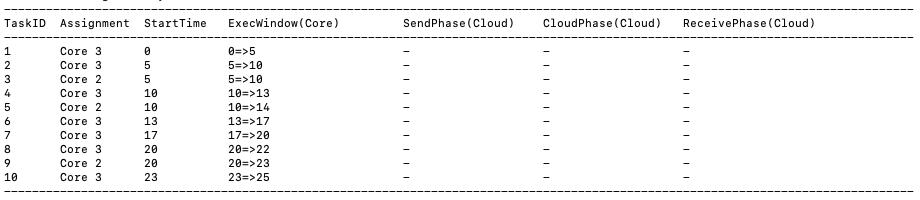 TaskID Assignment StartTime ExecWindow(Core) SendPhase(Cloud) CloudPhase(Cloud) ReceivePhase(Cloud)
1 Core 3 0 0=>5 – – –
2 Core 3 5 5=>10 – – –
3 Core 2 5 5=>10 – – –
4 Core 3 10 10=>13 – – –
5 Core 2 10 10=>14 – – –
6 Core 3 13 13=>17 – – –
7 Core 3 17 17=>20 – – –
8 Core 3 20 20=>22 – – –
9 Core 2 20 20=>23 – – –
10 Core 3 23 23=>25 – – –